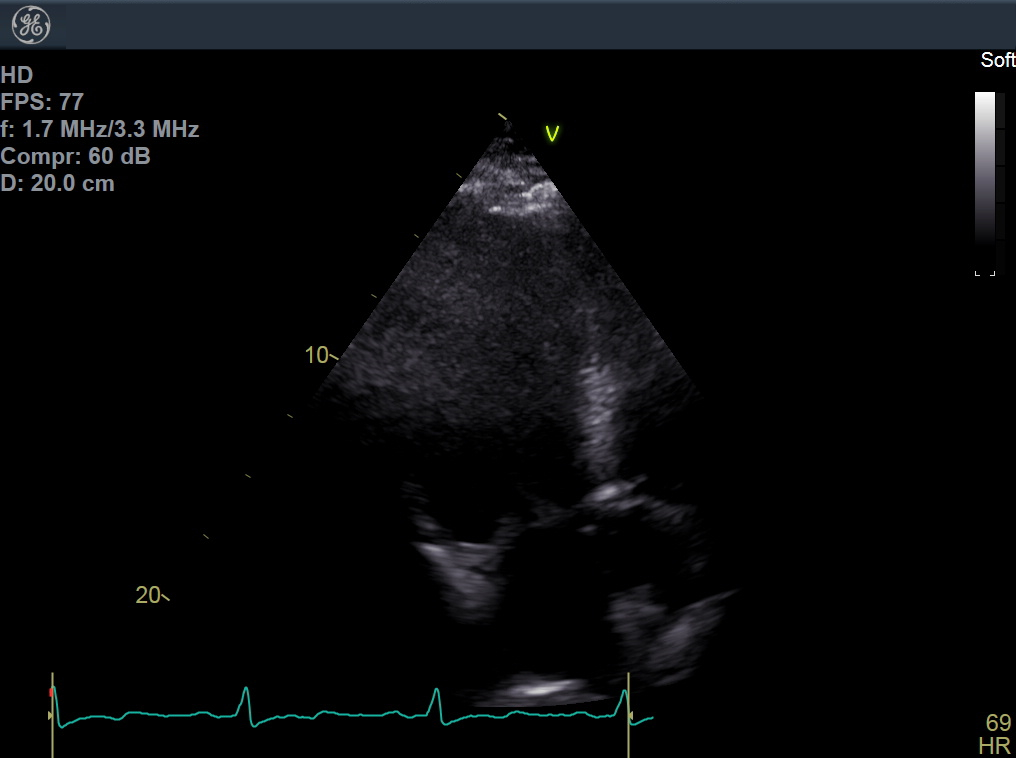 GE
Soft
HD
FPS: 77
f: 1.7 MHz/3.3 MHz
Compr: 60 dB
D: 20.0 cm
V
10
20
69
HR